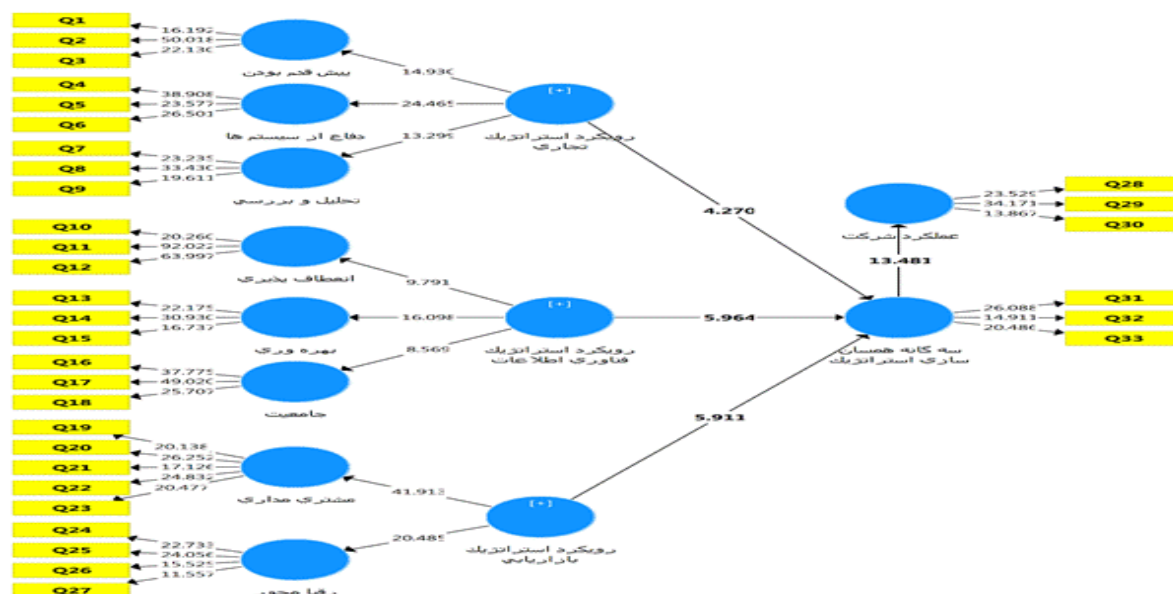 Q1
Q2
Q3
Q4
Q5
Q6
Q7
Q8
Q9
Q10
Q11
Q12
Q13
Q14
Q15
Q16
Q17
Q18
Q19
Q20
Q21
Q22
Q23
Q24
Q25
Q26
Q27
16.192
50.018
22.130
38.908
23.577
26.501
23.235
33.430
19.611
20.260
92.022
63.997
22.175
30.930
16.737
37.775
49.020
25.707
20.138
26.252
17.126
24.832
20.477
22.733
24.056
15.525
11.557
پیش قدم بودن
دفاع از سیستم ها
تحلیل و بررسی
انعطاف پذیری
بهره وری
جامعیت
مشتری مداری
رقبا محور
14.930
24.465
13.299
9.791
16.098
8.569
41.913
20.485
[+]
رویکرد استراتژیک
تجاری
[+]
رویکرد استراتژیک
فناوری اطلاعات
[+]
رویکرد استراتژیک
بازاریابی
4.270
5.964
5.911
عملکرد شرکت
13.481
سه گانه همسان
سازی استراتژیک
23.529
34.171
13.867
26.088
14.911
20.486
Q28
Q29
Q30
Q31
Q32
Q33